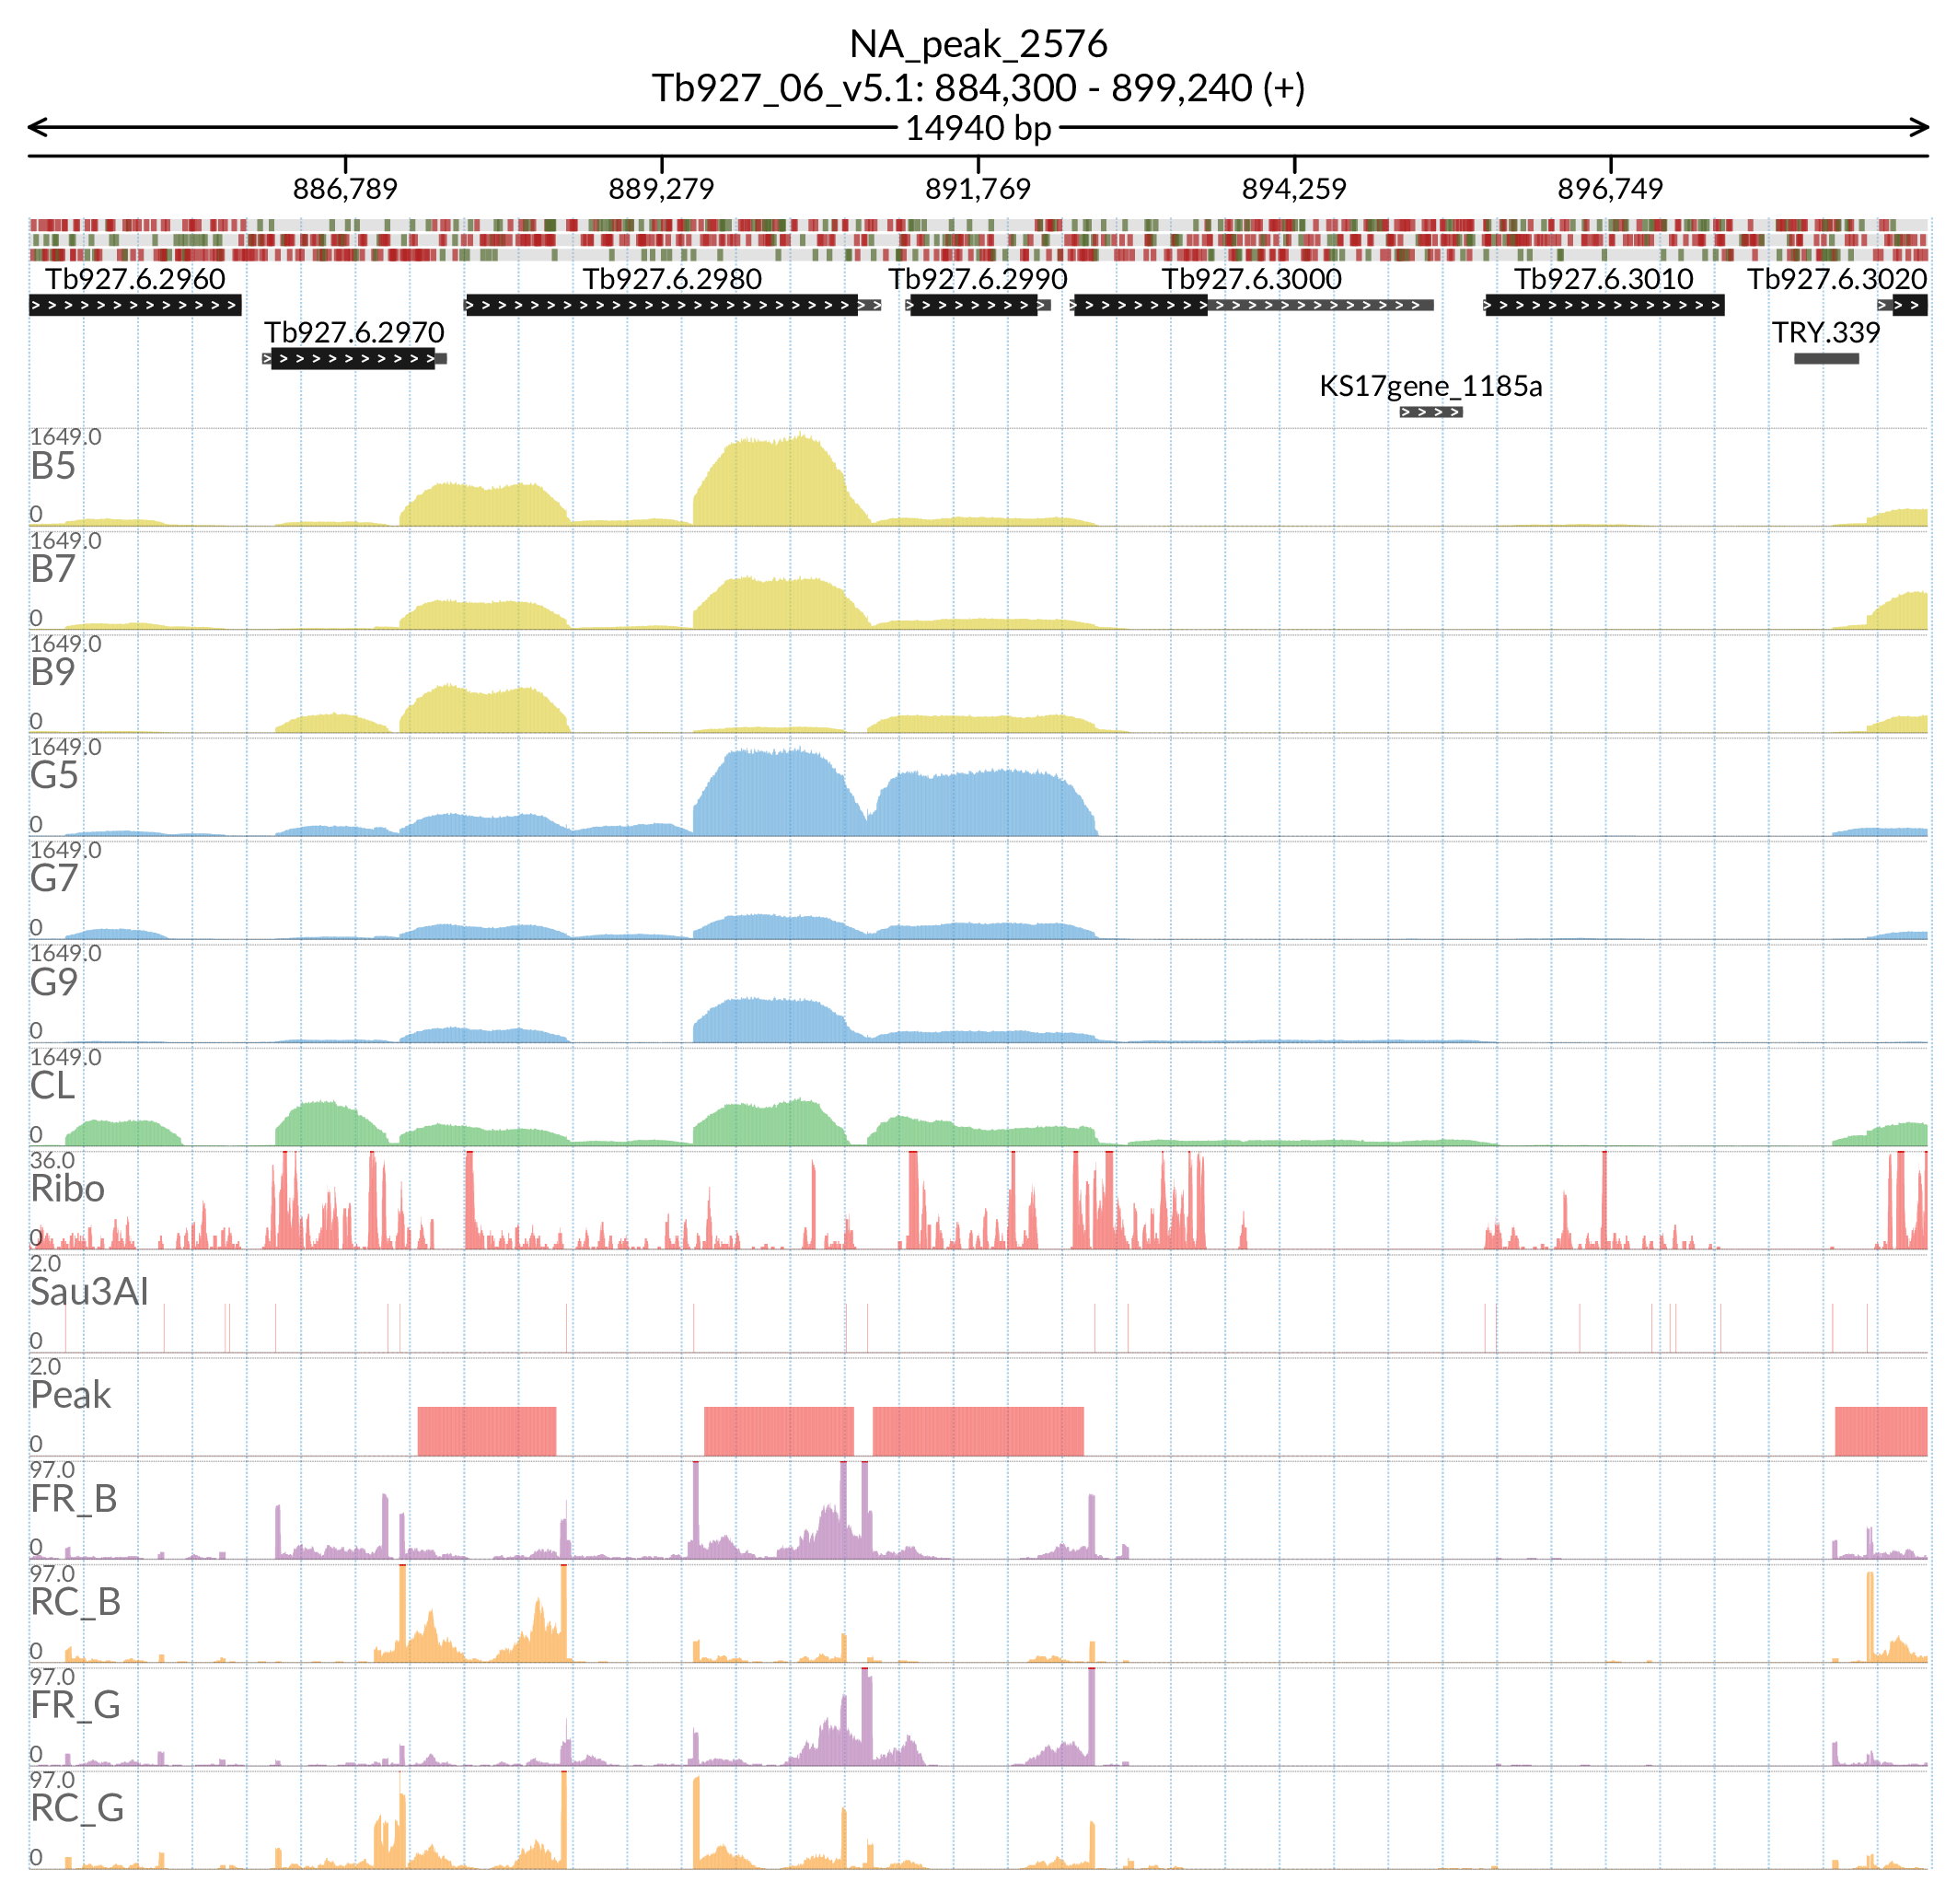 NA_peak_2576
Tb927_06_v5.1: 884,300 - 899,240 (+)
14940 bp
886,789 889,279 891,769 894,259 896,749
Tb927.6.2960 Tb927.6.2980 Tb927.6.2990 Tb927.6.3000 Tb927.6.3010 Tb927.6.3020
Tb927.6.2970 TRY.339
KS17gene_1185a
1649.0
B5
0
1649.0
B7
0
1649.0
B9
0
1649.0
G5
0
1649.0
G7
0
1649.0
G9
0
1649.0
CL
0
36.0
Ribo
0
2.0
Sau3AI
0
2.0
Peak
0
97.0
FR_B
0
97.0
RC_B
0
97.0
FR_G
0
97.0
RC_G
0